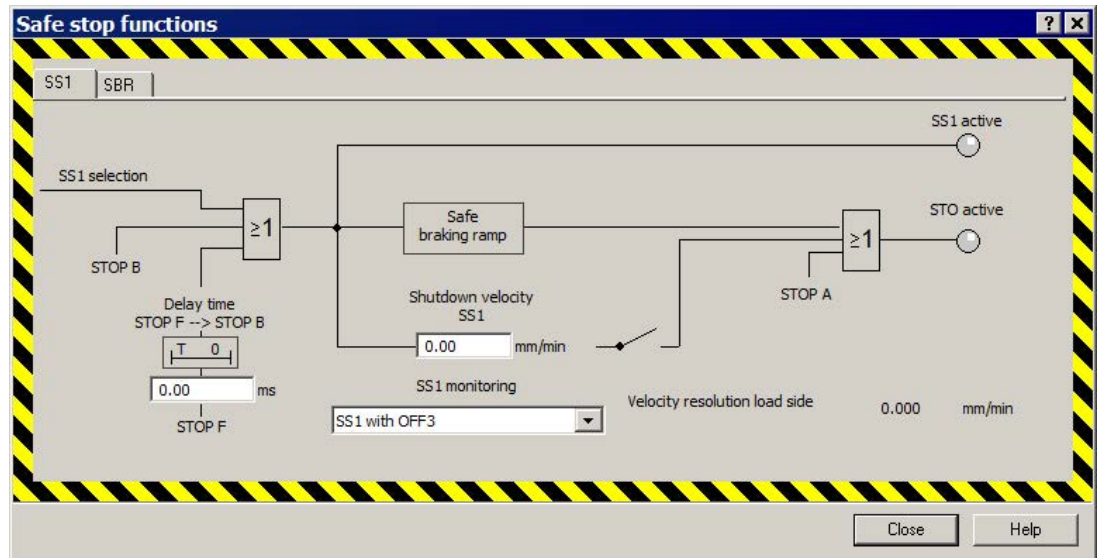 Safe stop functions
? x
SS1 SBR
SS1 active
SS1 selection
≥1
Safe
braking ramp
STO active
≥1
STOP B
STOP A
Delay time
STOP F --> STOP B
T 0
0.00 ms
STOP F
Shutdown velocity
SS1
0.00 mm/min
SS1 monitoring
SS1 with OFF3
Velocity resolution load side 0.000 mm/min
Close Help